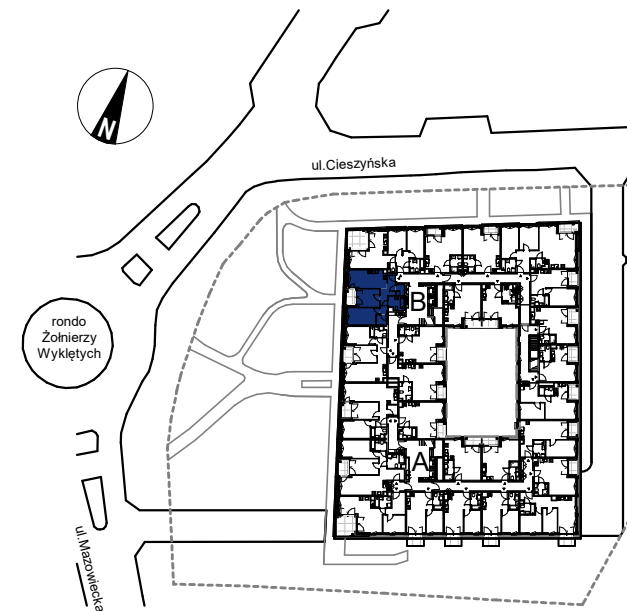 N
ul.Cieszyńska
rondo
Żołnierzy
Wyklętych
B
A
ul.Mazowiecka